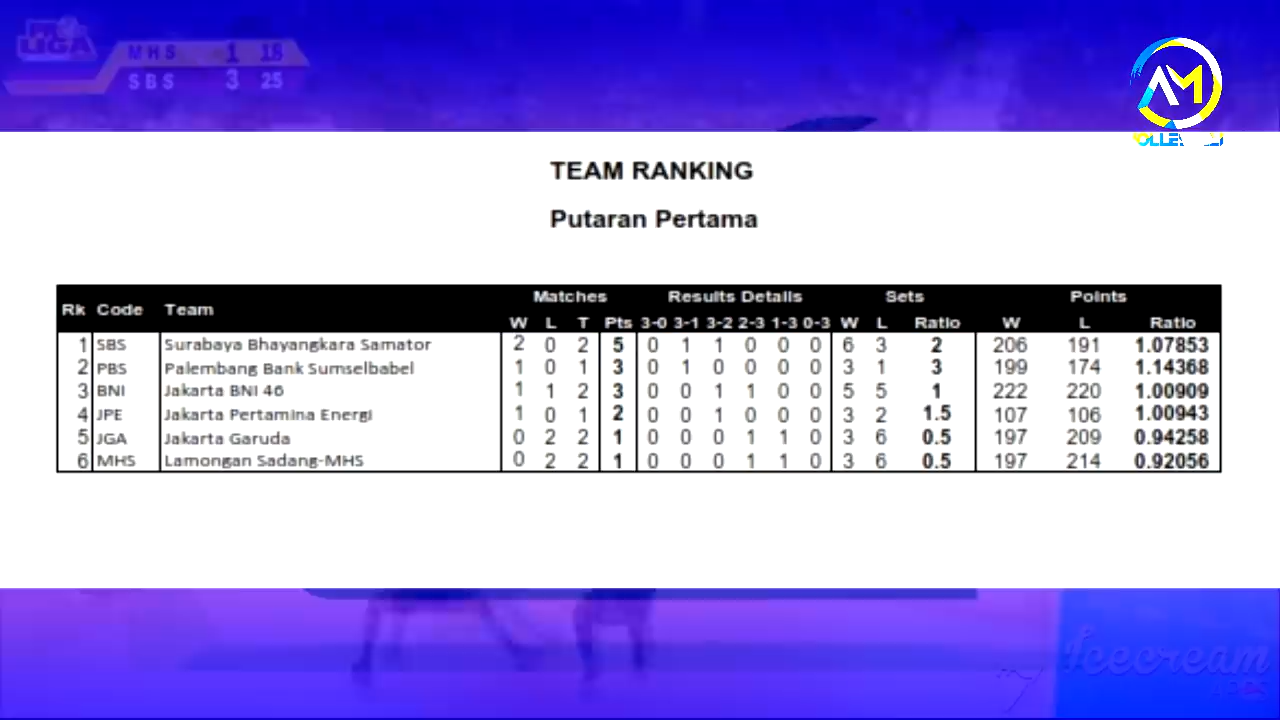 PRO LIGA
MHS 1 18
SBS 3 25
AM
TEAM RANKING
Putaran Pertama
Matches Results Details Sets Points
Rk Code Team W L T Pts 3-0 3-1 3-2 2-3 1-3 0-3 W L Ratio W L Ratio
1 SBS Surabaya Bhayangkara Samator 2 0 2 5 0 1 1 0 0 0 6 3 2 206 191 1.07853
2 PBS Palembang Bank Sumselbabel 1 0 1 3 0 1 0 0 0 0 3 1 3 199 174 1.14368
3 BNI Jakarta BNI 46 1 1 2 3 0 0 1 1 0 0 5 5 1 222 220 1.00909
4 JPE Jakarta Pertamina Energi 1 0 1 2 0 0 1 0 0 0 3 2 1.5 107 106 1.00943
5 JGA Jakarta Garuda 0 2 2 1 0 0 0 1 1 0 3 6 0.5 197 209 0.94258
6 MHS Lamongan Sadang-MHS 0 2 2 1 0 0 0 1 1 0 3 6 0.5 197 214 0.92056
Icecream